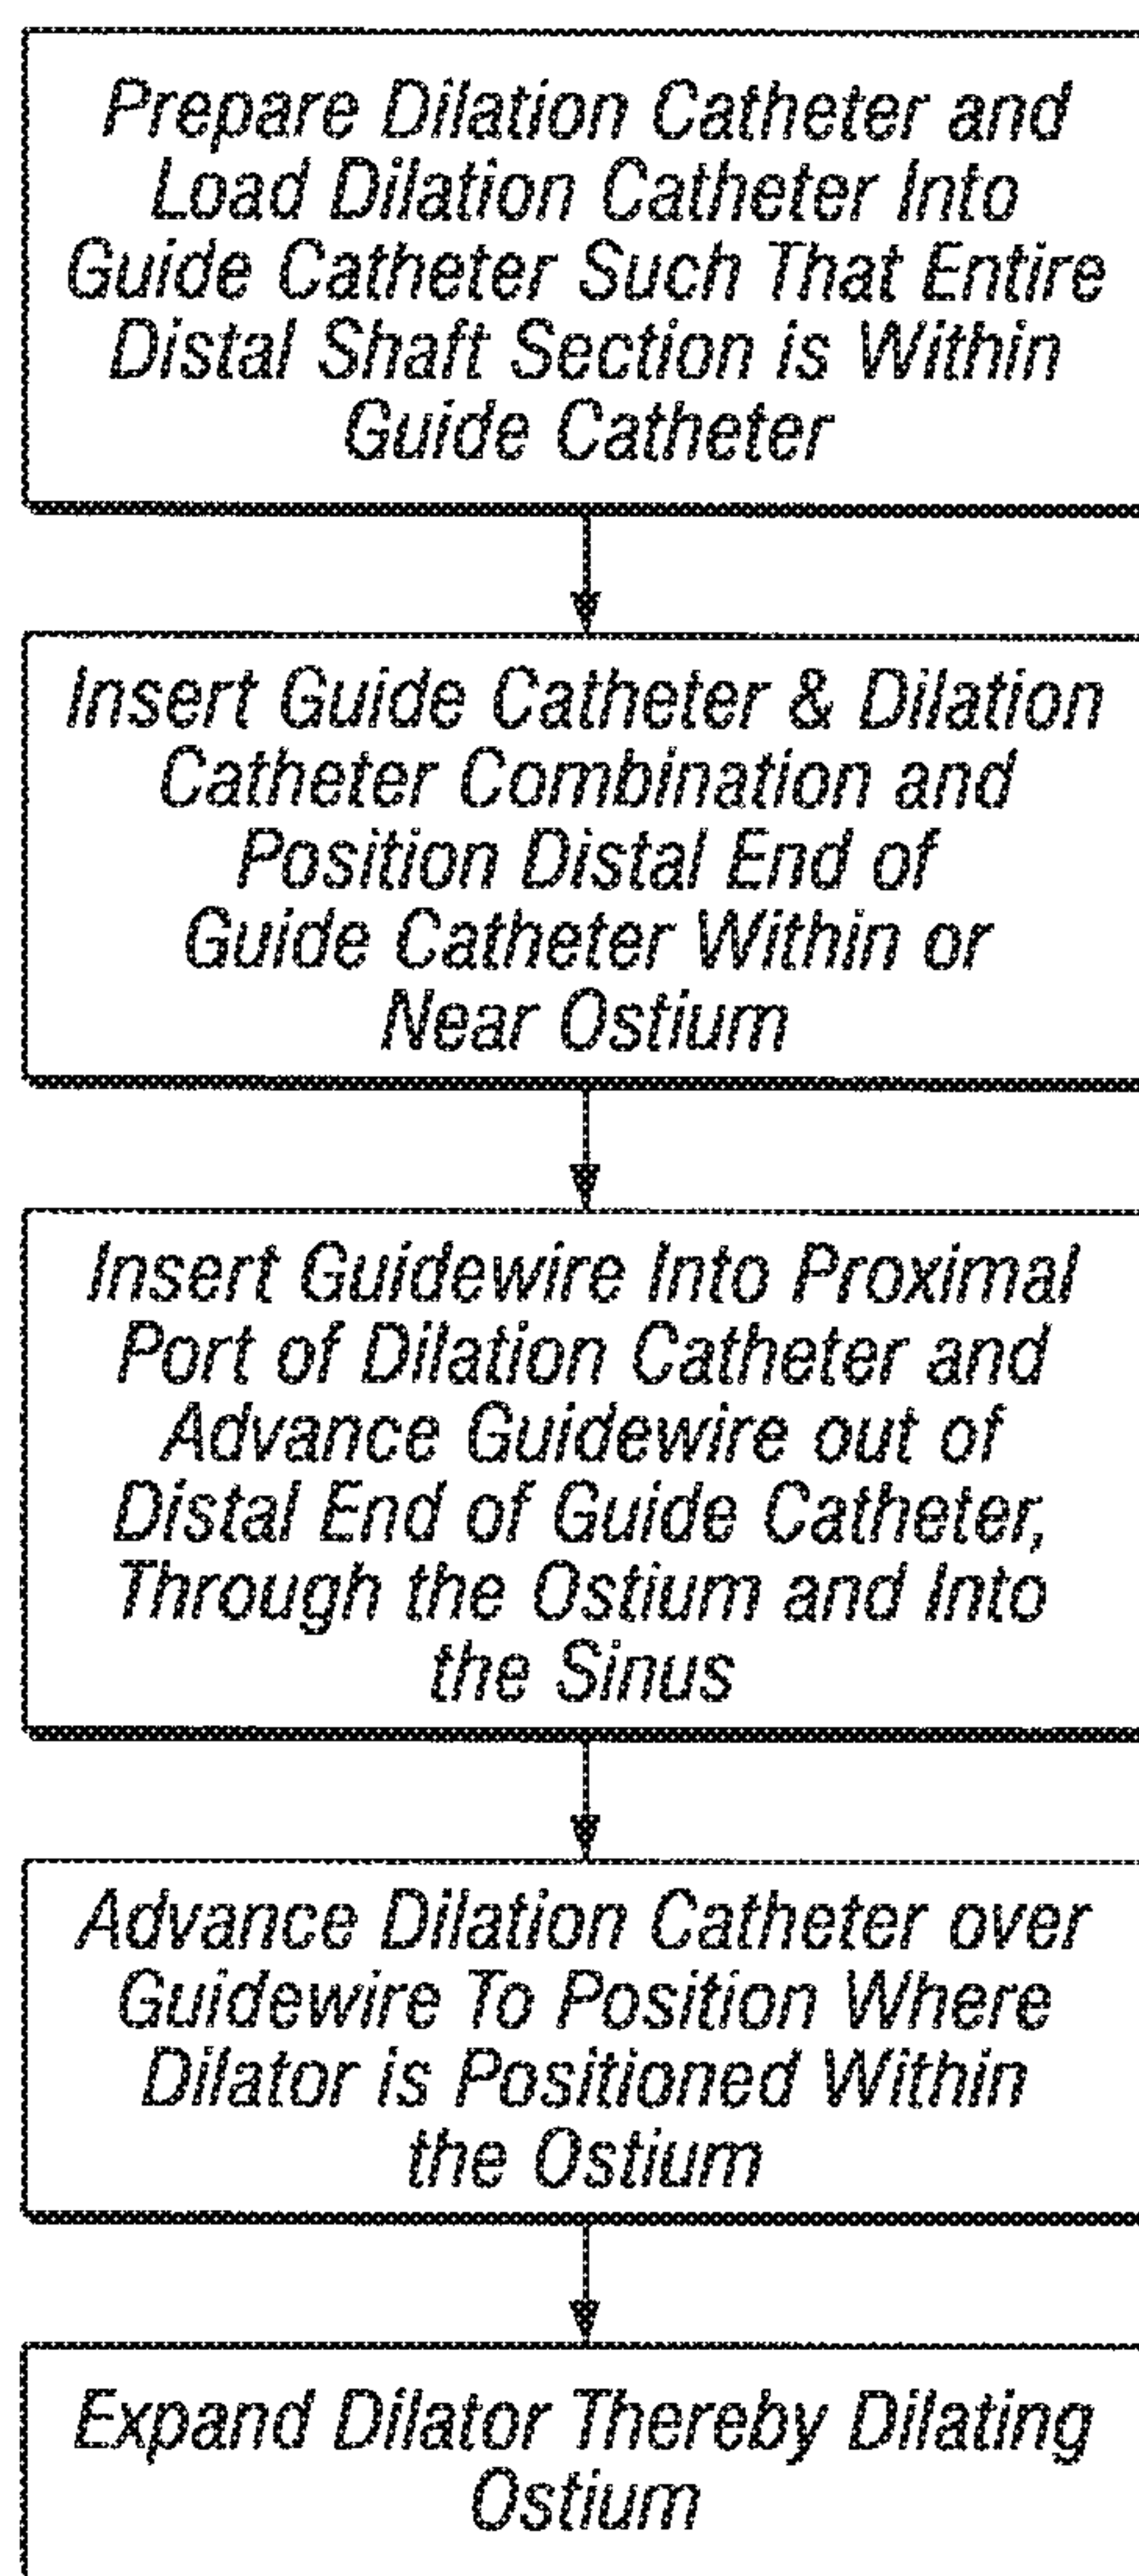 Prepare Dilation Catheter and
Load Dilation Catheter Into
Guide Catheter Such That Entire
Distal Shaft Section is Within
Guide Catheter
Insert Guide Catheter & Dilation
Catheter Combination and
Position Distal End of
Guide Catheter Within or
Near Ostium
Insert Guidewire Into Proximal
Port of Dilation Catheter and
Advance Guidewire out of
Distal End of Guide Catheter,
Through the Ostium and Into
the Sinus
Advance Dilation Catheter over
Guidewire To Position Where
Dilator is Positioned Within
the Ostium
Expand Dilator Thereby Dilating
Ostium